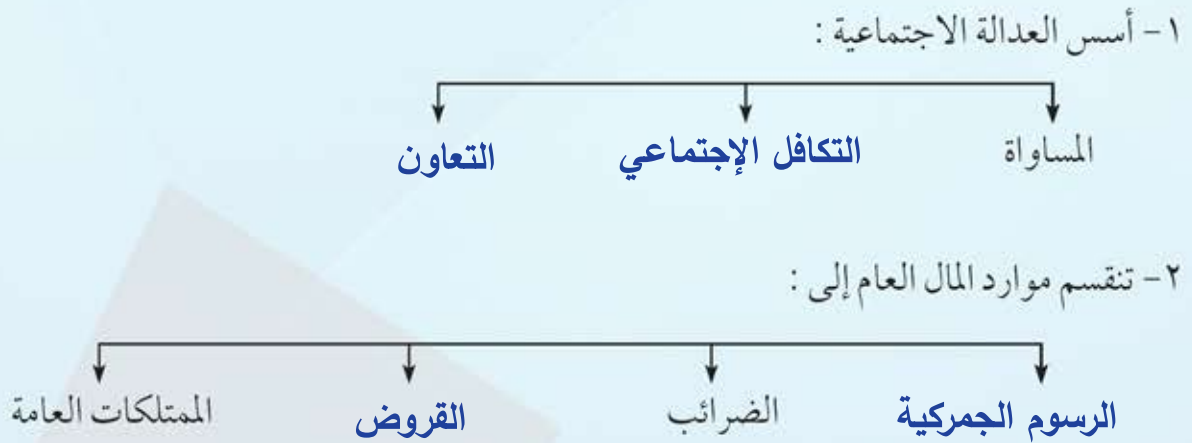 ١- أسس العدالة الاجتماعية :
المساواة التكافل الإجتماعي التعاون
٢- تنقسم موارد المال العام إلى :
الرسوم الجمركية الضرائب القروض الممتلكات العامة